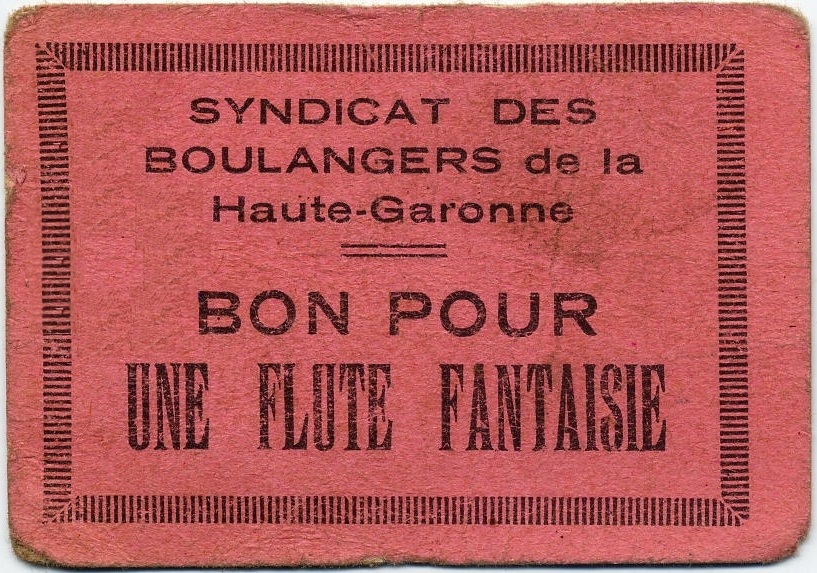 SYNDICAT DES
BOULANGERS de la
Haute-Garonne
BON POUR
UNE FLUTE FANTAISIE